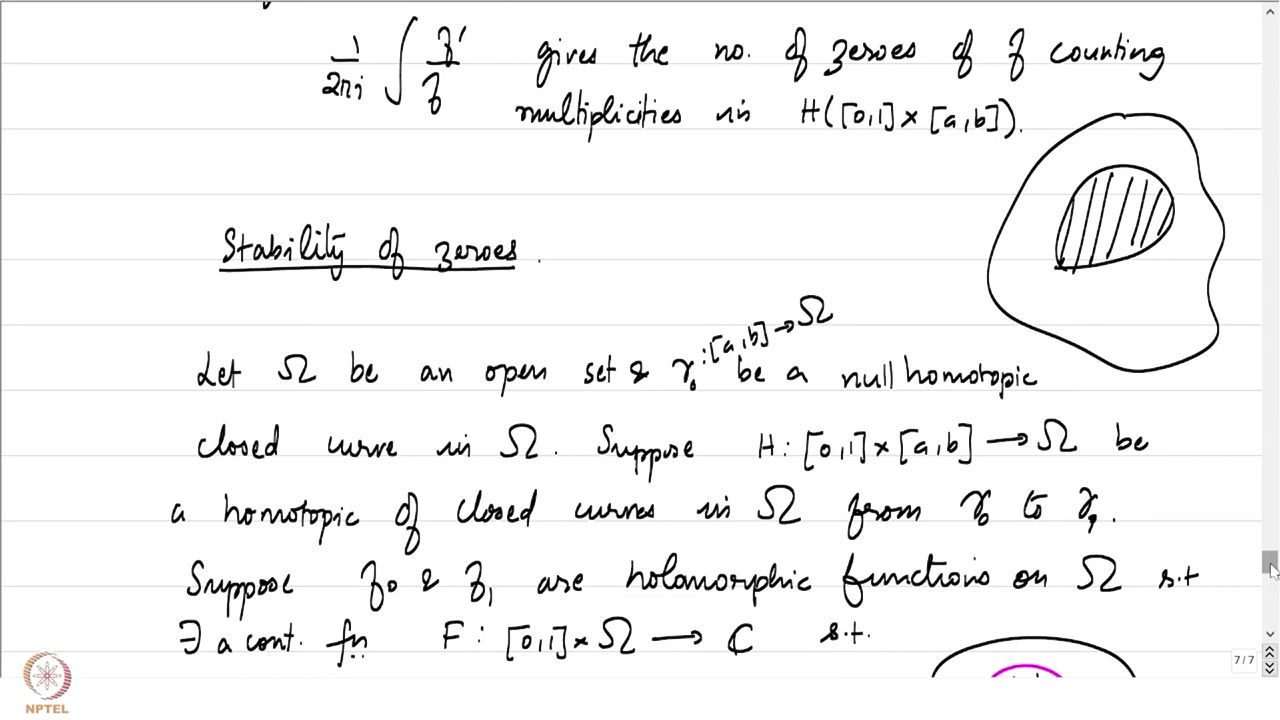 1/2πi ∫ f'/f gives the no. of zeroes of f counting
multiplicities in H([0,1]×[a,b]).
Stability of zeroes.
Let Ω be an open set & γ₀ :[a,b]→Ω be a null homotopic
closed curve in Ω. Suppose H: [0,1]×[a,b] → Ω be
a homotopic of closed curves in Ω from γ₀ to γ₁.
Suppose f₀ & f₁ are holomorphic functions on Ω s.t
∃ a cont. fn F: [0,1]×Ω → ℂ s.t.
7/7
NPTEL